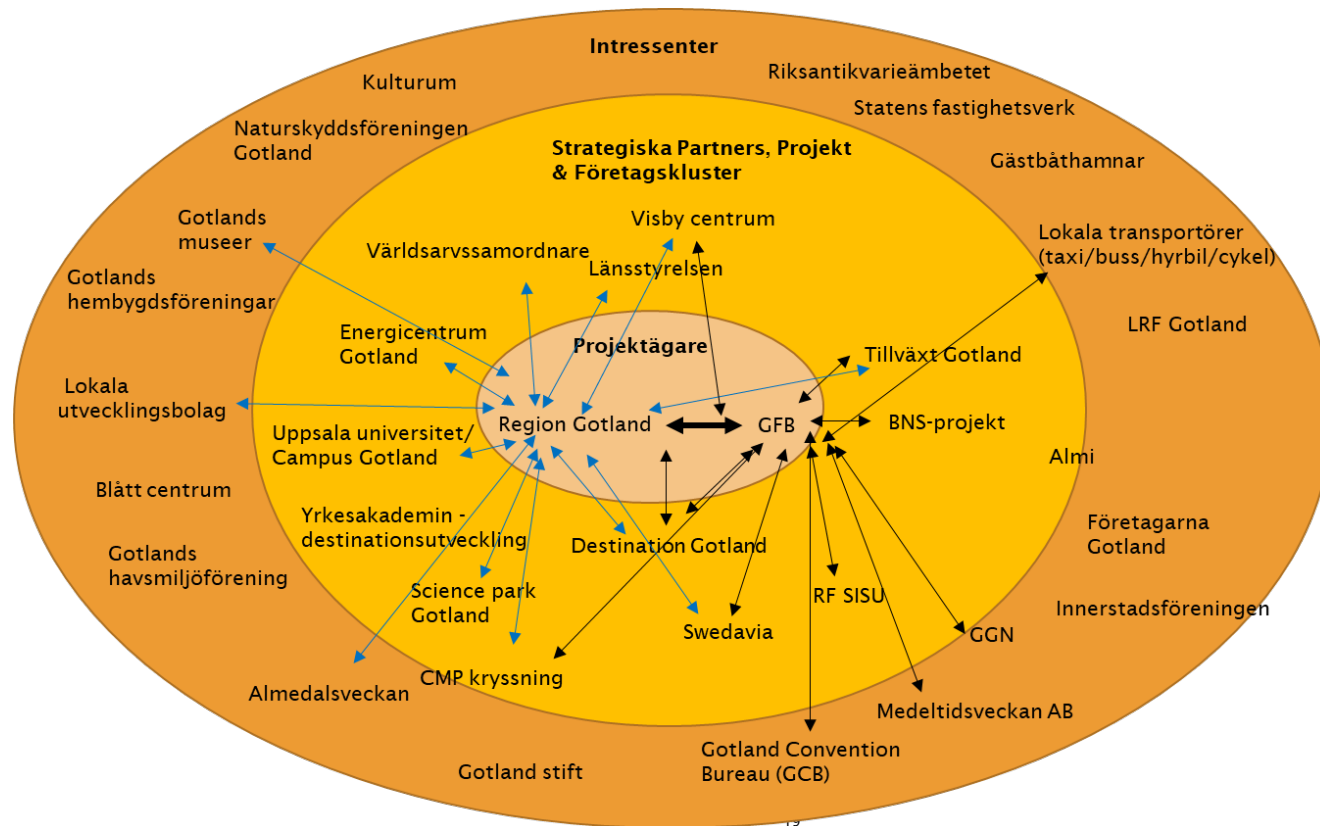 Intressenter
Kulturum
Riksantikvarieämbetet
Statens fastighetsverk
Naturskyddsföreningen
Gotland
Strategiska Partners, Projekt
& Företagskluster
Gästbåthamnar
Gotlands
museer
Visby centrum
Världsarvssamordnare
Länsstyrelsen
Lokala transportörer
(taxi/buss/hyrbil/cykel)
Gotlands
hembygdsföreningar
Energicentrum
Gotland
Projektägare
LRF Gotland
Tillväxt Gotland
Lokala
utvecklingsbolag
Region Gotland
GFB
BNS-projekt
Uppsala universitet/
Campus Gotland
Almi
Blått centrum
Yrkesakademin -
destinationsutveckling
Destination Gotland
Företagarna
Gotland
Gotlands
havsmiljöförening
Science park
Gotland
RF SISU
Innerstadsföreningen
Swedavia
GGN
CMP kryssning
Almedalsveckan
Medeltidsveckan AB
Gotland Convention
Bureau (GCB)
Gotland stift